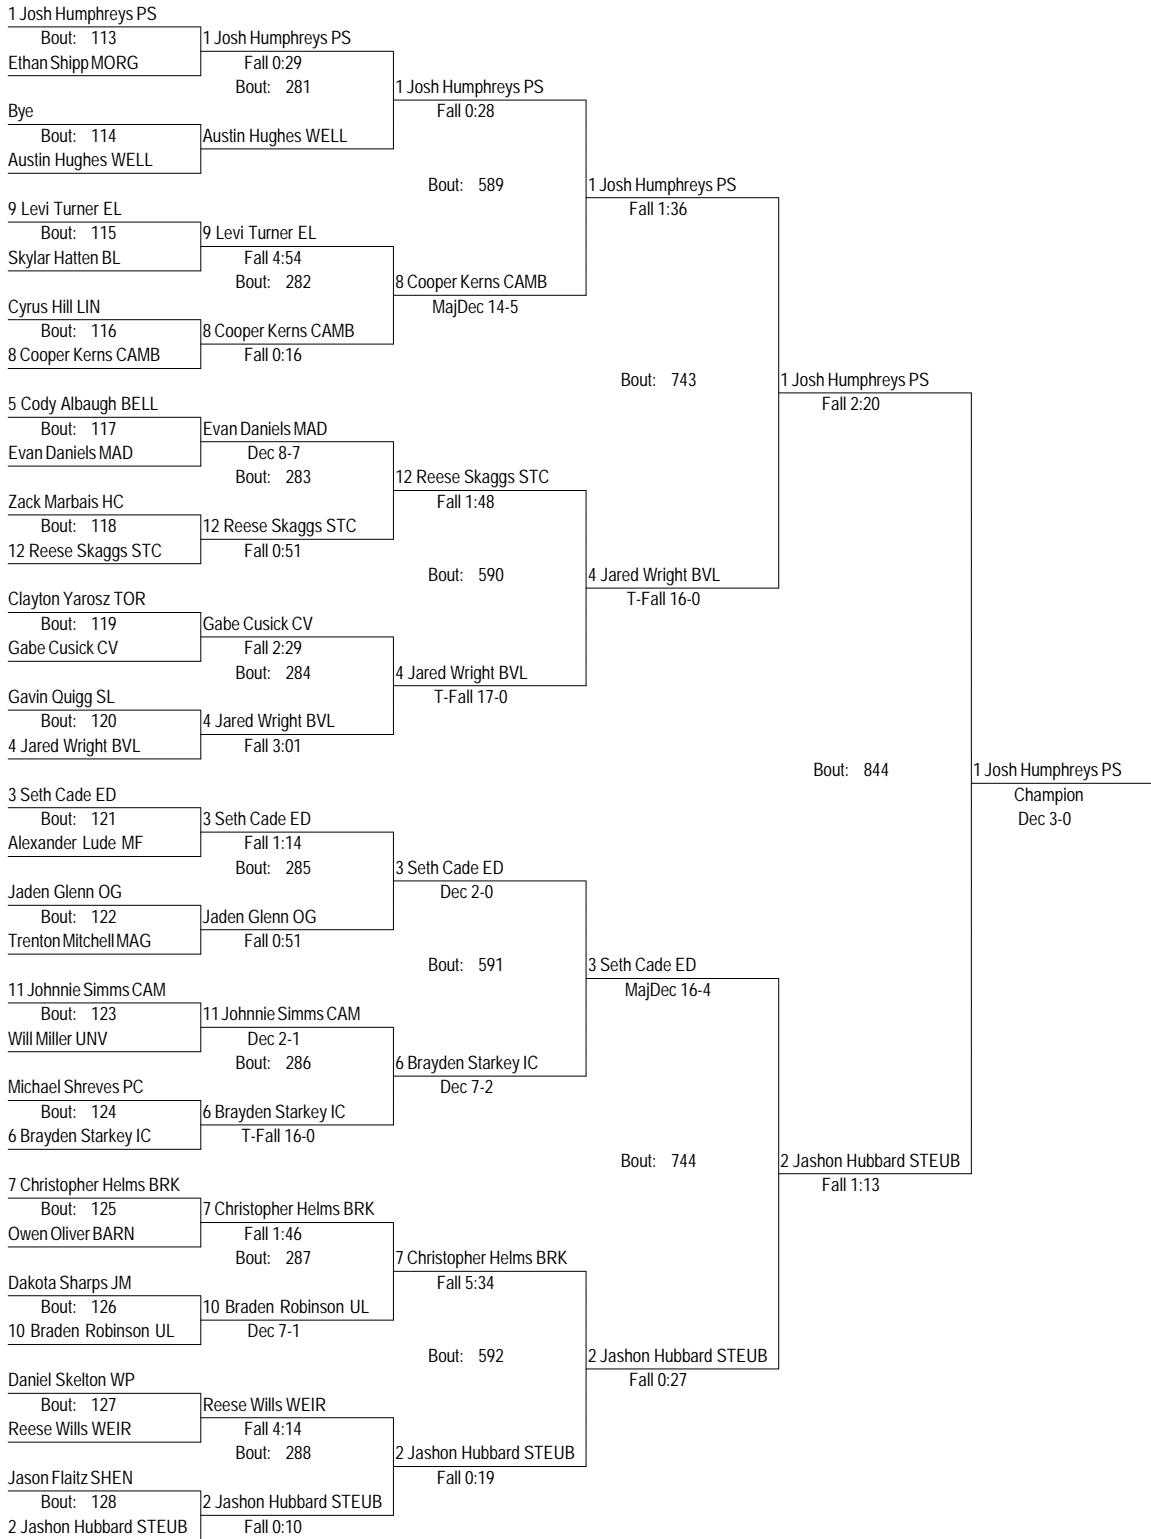 1 Josh Humphreys PS
Bout: 113
1 Josh Humphreys PS
Ethan Shipp MORG
Fall 0:29
Bout: 281
1 Josh Humphreys PS
Bye
Fall 0:28
Bout: 114
Austin Hughes WELL
Austin Hughes WELL
Bout: 589
1 Josh Humphreys PS
9 Levi Turner EL
Fall 1:36
Bout: 115
9 Levi Turner EL
Skylar Hatten BL
Fall 4:54
Bout: 282
8 Cooper Kerns CAMB
Cyrus Hill LIN
MajDec 14-5
Bout: 116
8 Cooper Kerns CAMB
8 Cooper Kerns CAMB
Fall 0:16
Bout: 743
1 Josh Humphreys PS
5 Cody Albaugh BELL
Fall 2:20
Bout: 117
Evan Daniels MAD
Evan Daniels MAD
Dec 8-7
Bout: 283
12 Reese Skaggs STC
Zack Marbais HC
Fall 1:48
Bout: 118
12 Reese Skaggs STC
12 Reese Skaggs STC
Fall 0:51
Bout: 590
4 Jared Wright BVL
Clayton Yarosz TOR
T-Fall 16-0
Bout: 119
Gabe Cusick CV
Gabe Cusick CV
Fall 2:29
Bout: 284
4 Jared Wright BVL
Gavin Quigg SL
T-Fall 17-0
Bout: 120
4 Jared Wright BVL
4 Jared Wright BVL
Fall 3:01
Bout: 844
1 Josh Humphreys PS
3 Seth Cade ED
Champion
Bout: 121
3 Seth Cade ED
Dec 3-0
Alexander Lude MF
Fall 1:14
Bout: 285
3 Seth Cade ED
Jaden Glenn OG
Dec 2-0
Bout: 122
Jaden Glenn OG
Trenton Mitchell MAG
Fall 0:51
Bout: 591
3 Seth Cade ED
11 Johnnie Simms CAM
MajDec 16-4
Bout: 123
11 Johnnie Simms CAM
Will Miller UNV
Dec 2-1
Bout: 286
6 Brayden Starkey IC
Michael Shreves PC
Dec 7-2
Bout: 124
6 Brayden Starkey IC
6 Brayden Starkey IC
T-Fall 16-0
Bout: 744
2 Jashon Hubbard STEUB
7 Christopher Helms BRK
Fall 1:13
Bout: 125
7 Christopher Helms BRK
Owen Oliver BARN
Fall 1:46
Bout: 287
7 Christopher Helms BRK
Dakota Sharps JM
Fall 5:34
Bout: 126
10 Braden Robinson UL
10 Braden Robinson UL
Dec 7-1
Bout: 592
2 Jashon Hubbard STEUB
Daniel Skelton WP
Fall 0:27
Bout: 127
Reese Wills WEIR
Reese Wills WEIR
Fall 4:14
Bout: 288
2 Jashon Hubbard STEUB
Jason Flaitz SHEN
Fall 0:19
Bout: 128
2 Jashon Hubbard STEUB
2 Jashon Hubbard STEUB
Fall 0:10